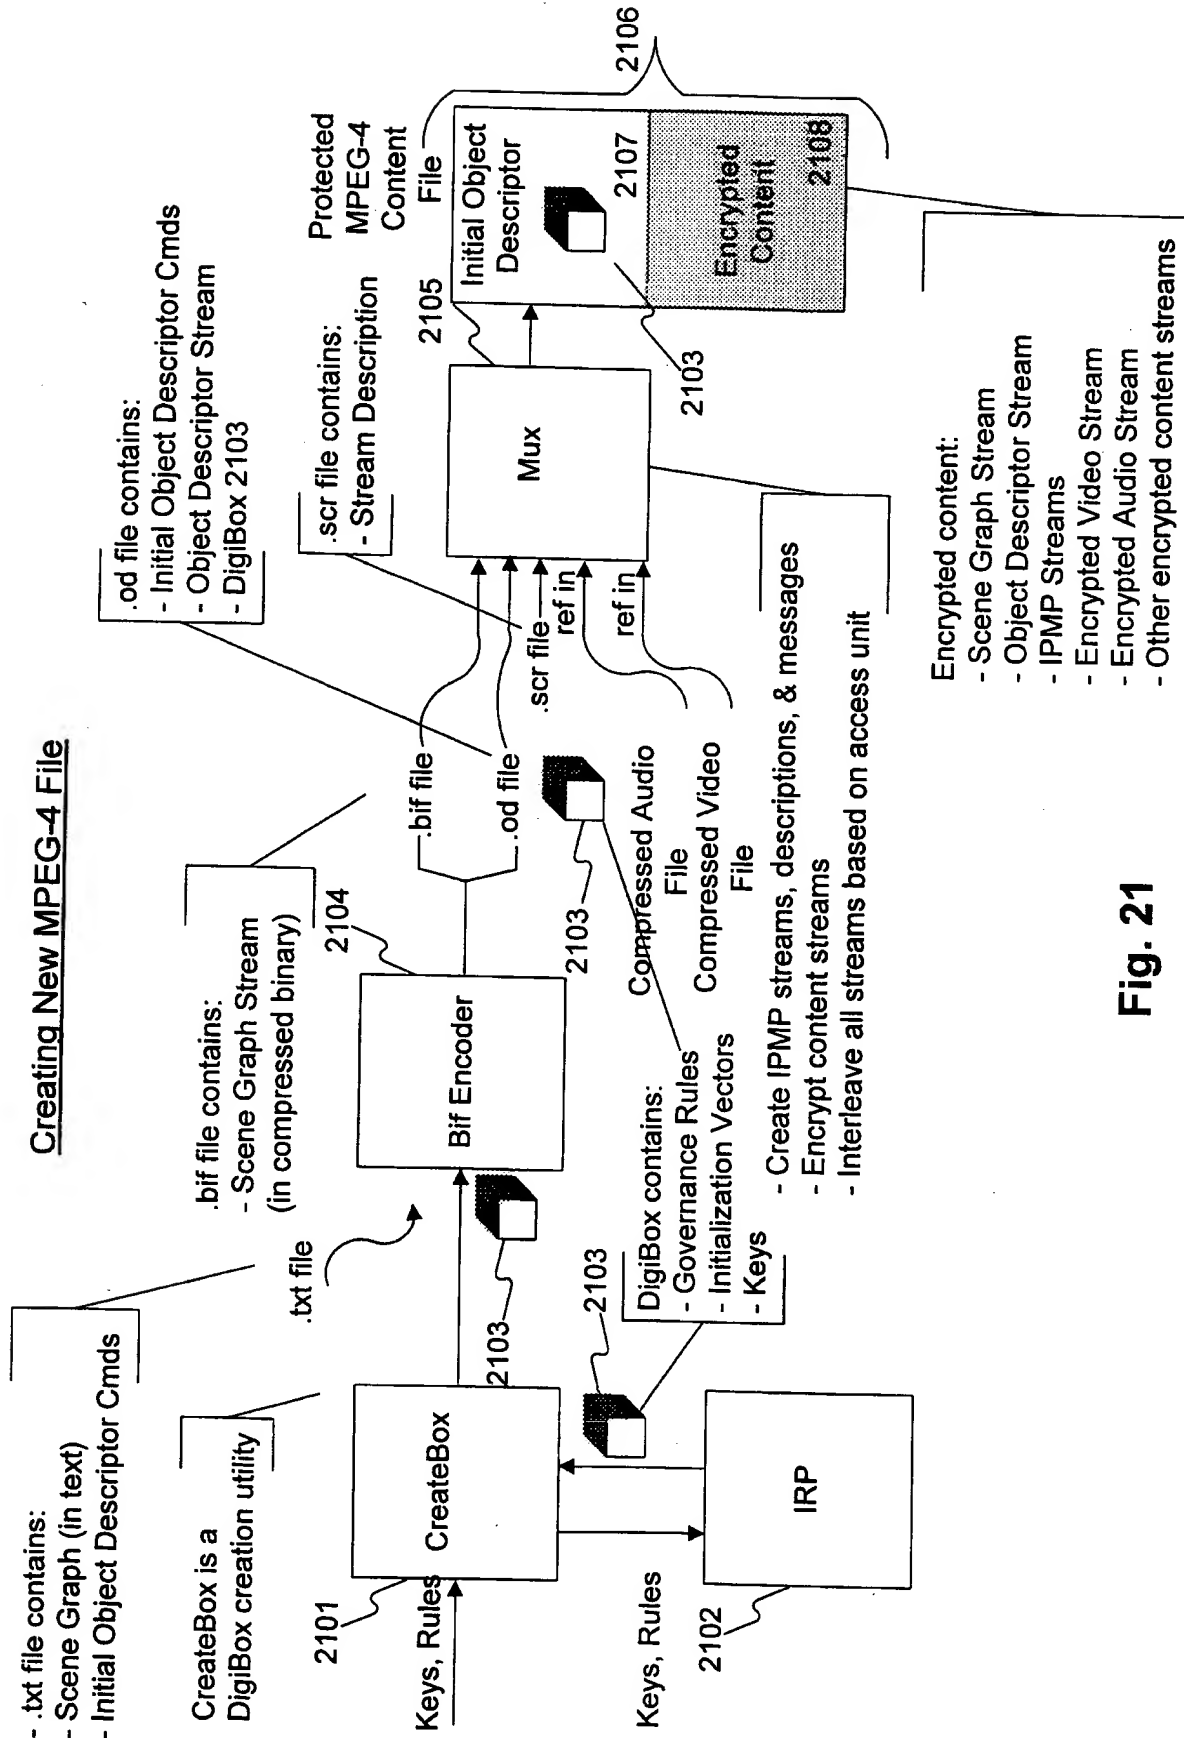 Creating New MPEG-4 File
- .txt file contains:
- Scene Graph (in text)
- Initial Object Descriptor Cmds
CreateBox is a
DigiBox creation utility
2101
Keys, Rules
CreateBox
Keys, Rules
2102
IRP
2103
.txt file
2103
DigiBox contains:
- Governance Rules
- Initialization Vectors
- Keys
.bif file contains:
- Scene Graph Stream
(in compressed binary)
2104
Bif Encoder
.bif file
.od file
2103
Compressed Audio
File
Compressed Video
File
.od file contains:
- Initial Object Descriptor Cmds
- Object Descriptor Stream
- DigiBox 2103
.scr file contains:
- Stream Description
.scr file
ref in
ref in
Mux
- Create IPMP streams, descriptions, & messages
- Encrypt content streams
- Interleave all streams based on access unit
2105
Protected
MPEG-4
Content
File
Initial Object
Descriptor
2107
2103
Encrypted
Content
2108
2106
Encrypted content:
- Scene Graph Stream
- Object Descriptor Stream
- IPMP Streams
- Encrypted Video Stream
- Encrypted Audio Stream
- Other encrypted content streams
Fig. 21